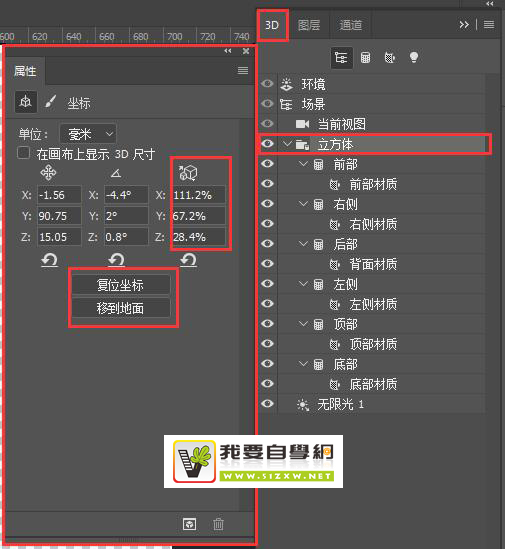 600 620 640 660 680 700 720 740
属性
坐标
单位: 毫米
在画布上显示 3D 尺寸
X: -1.56 X: -4.4° X: 111.2%
Y: 90.75 Y: 2° Y: 67.2%
Z: 15.05 Z: 0.8° Z: 28.4%
复位坐标
移到地面
3D 图层 通道
环境
场景
当前视图
立方体
前部
前部材质
右侧
右侧材质
后部
背面材质
左侧
左侧材质
顶部
顶部材质
底部
底部材质
无限光 1
我要自學網
WWW.51ZXW.NET